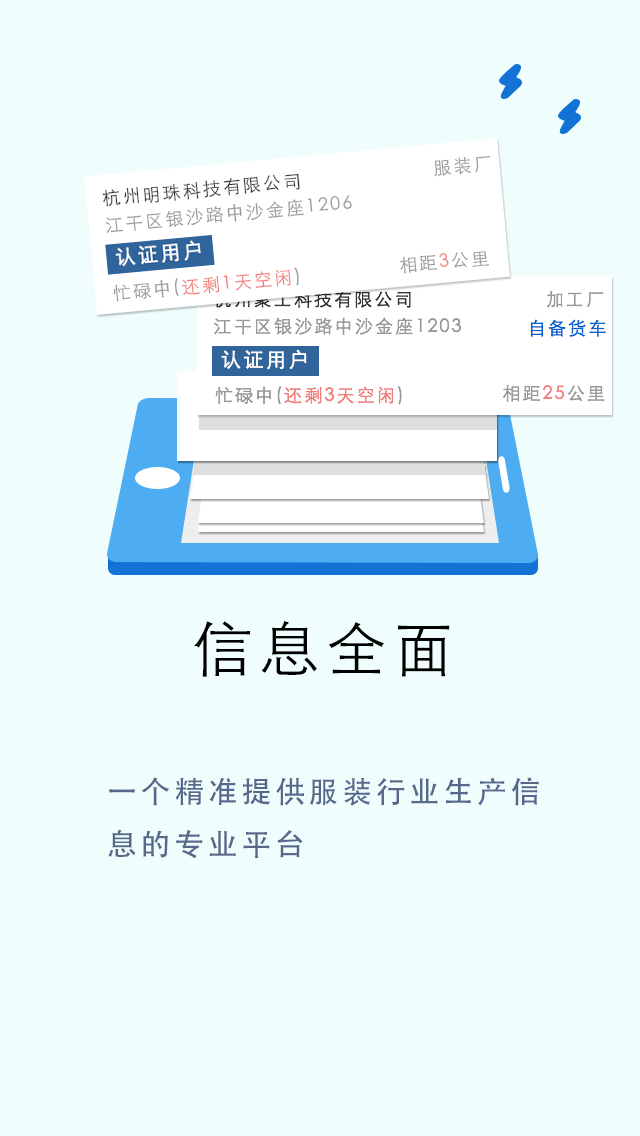 杭州明珠科技有限公司
服装厂
江干区银沙路中沙金座1206
认证用户
忙碌中(还剩1天空闲)
相距3公里
科技有限公司
加工厂
江干区银沙路中沙金座1203
自备货车
认证用户
忙碌中(还剩3天空闲)
相距25公里
信息全面
一个精准提供服装行业生产信
息的专业平台